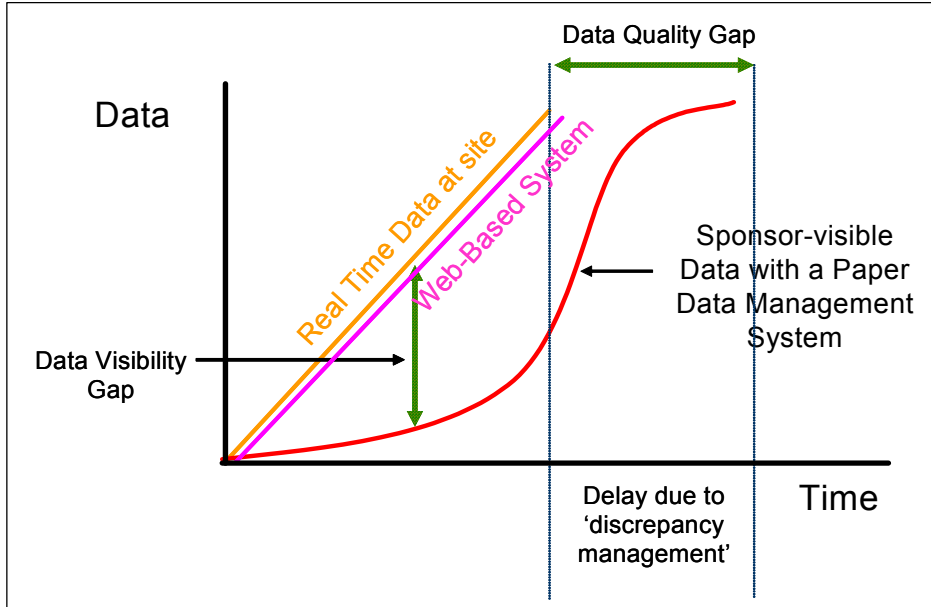 Data Quality Gap
Data
Real Time Data at site
Web-Based System
Sponsor-visible
Data with a Paper
Data Management
System
Data Visibility
Gap
Delay due to
‘discrepancy
management’
Time